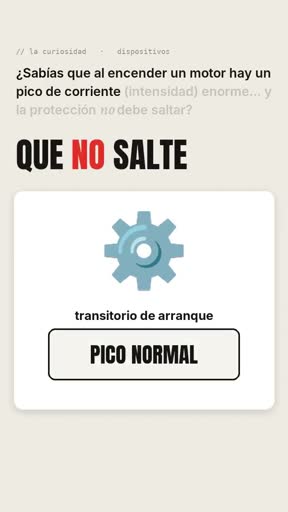 // la curiosidad · dispositivos
¿Sabías que al encender un motor hay un
pico de corriente (intensidad) enorme... y
la protección no debe saltar?
QUE NO SALTE
transitorio de arranque
PICO NORMAL